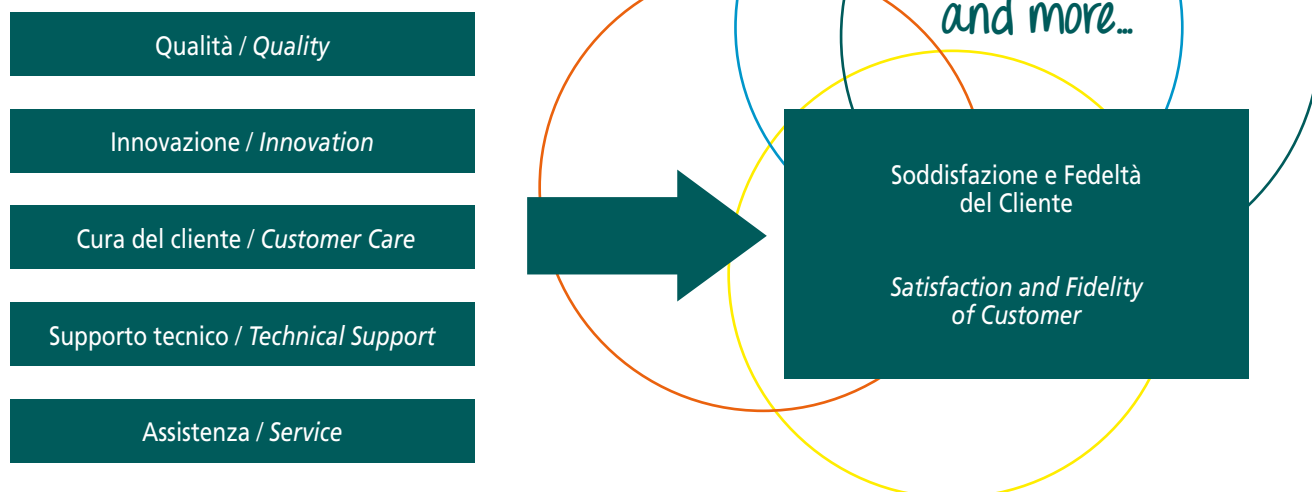 and more...
Qualità / Quality
Innovazione / Innovation
Cura del cliente / Customer Care
Supporto tecnico / Technical Support
Assistenza / Service
Soddisfazione e Fedeltà
del Cliente
Satisfaction and Fidelity
of Customer